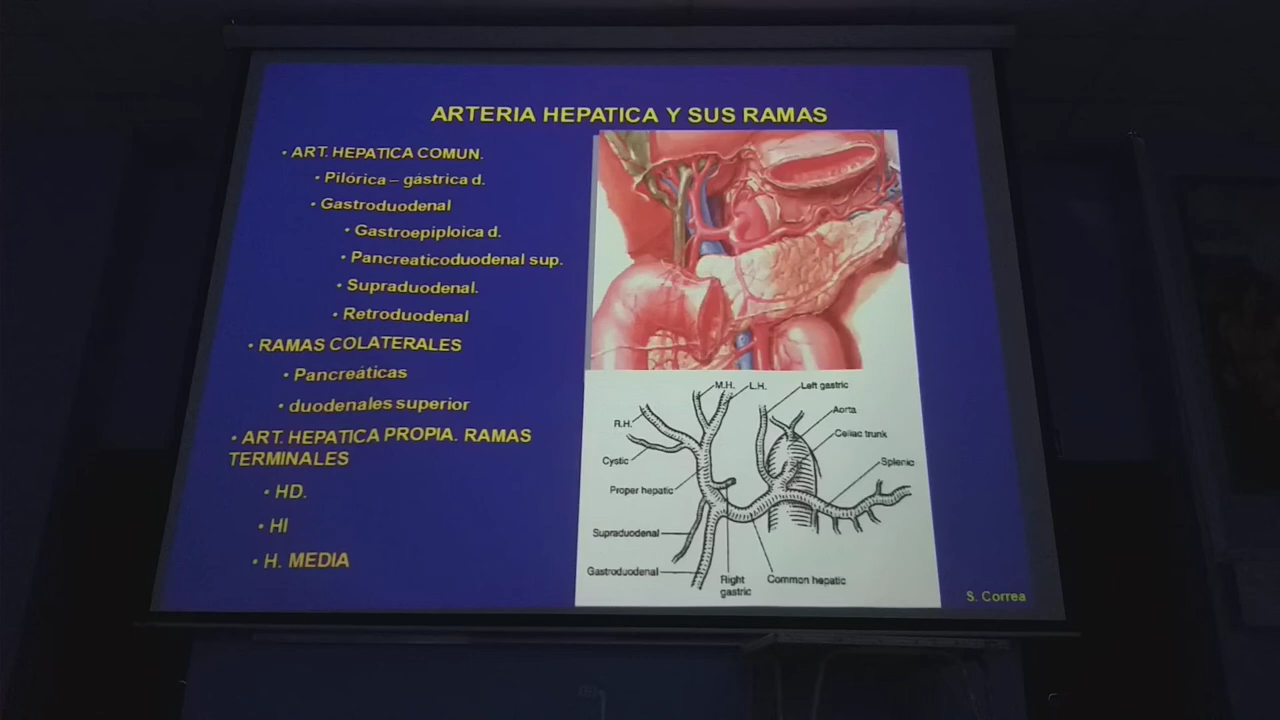 ARTERIA HEPATICA Y SUS RAMAS
• ART. HEPATICA COMUN.
• Pilórica – gástrica d.
• Gastroduodenal
• Gastroepiploica d.
• Pancreaticoduodenal sup.
• Supraduodenal.
• Retroduodenal
• RAMAS COLATERALES
• Pancreáticas
• duodenales superior
• ART. HEPATICA PROPIA. RAMAS
TERMINALES
• HD.
• HI
• H. MEDIA
M.H.
L.H.
Left gastric
R.H.
Aorta
Celiac trunk
Cystic
Splenic
Proper hepatic
Supraduodenal
Gastroduodenal
Right
gastric
Common hepatic
S. Correa